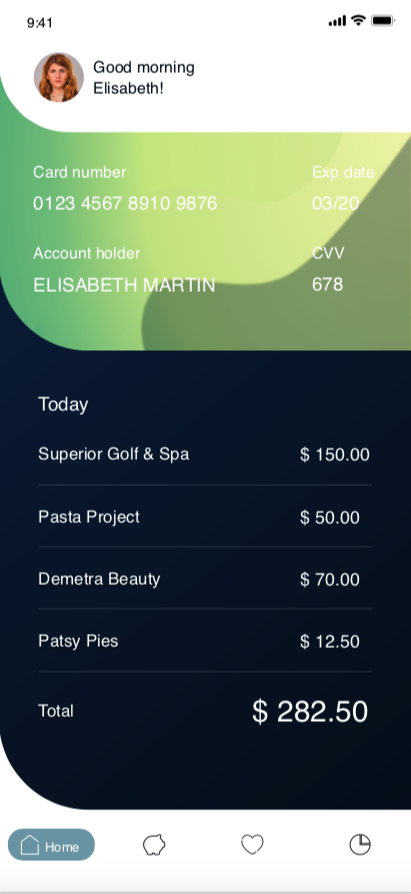 9:41
Good morning
Elisabeth!
Card number Exp date
0123 4567 8910 9876 03/20
Account holder CVV
ELISABETH MARTIN 678
Today
Superior Golf & Spa $ 150.00
Pasta Project $ 50.00
Demetra Beauty $ 70.00
Patsy Pies $ 12.50
Total $ 282.50
Home